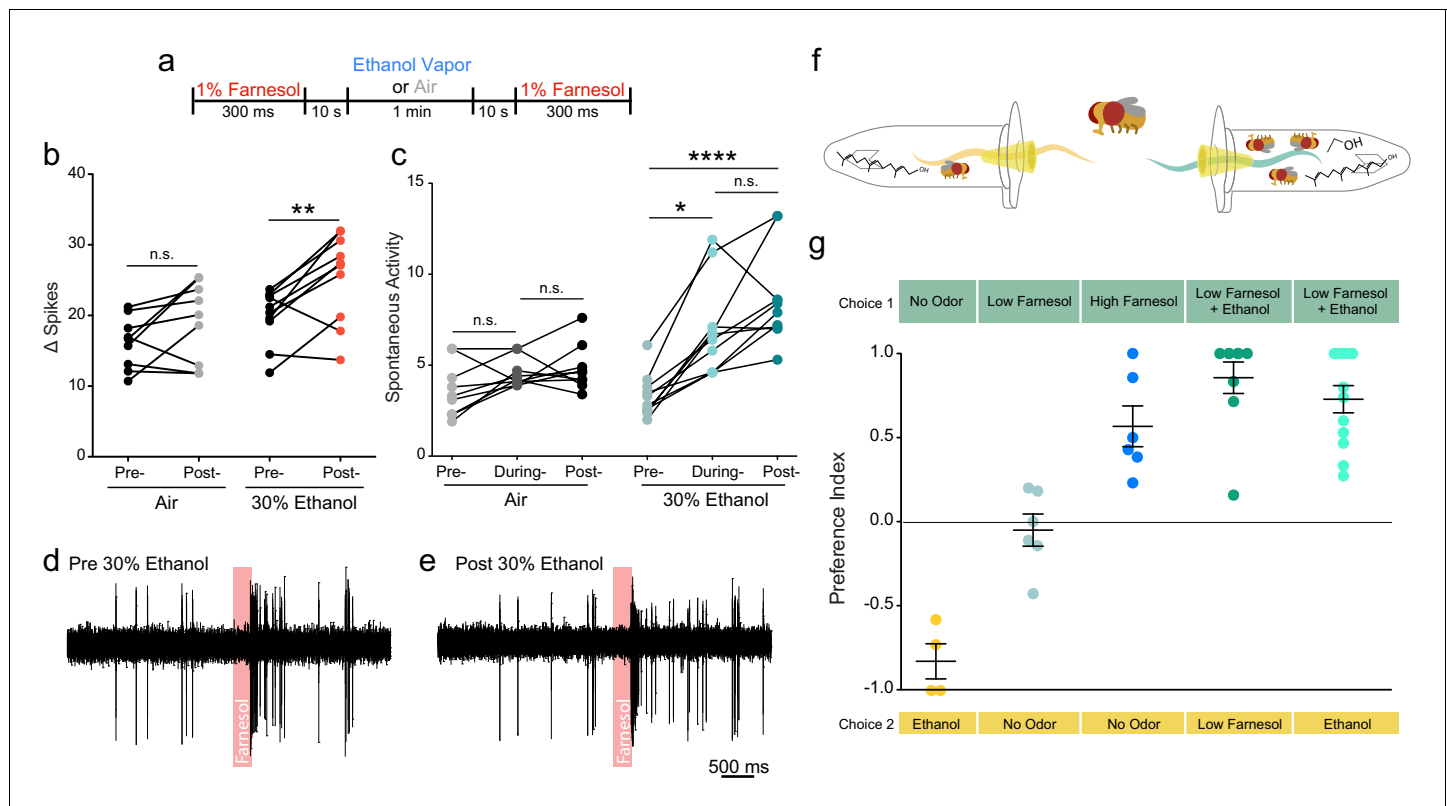 a
Ethanol Vapor
1% Farnesol or Air 1% Farnesol
300 ms 10 s 1 min 10 s 300 ms
b
Δ Spikes
40
30
20
10
0
n.s.
**
Pre- Post- Pre- Post-
Air 30% Ethanol
c
Spontaneous Activity
15
10
5
0
n.s.
n.s.
****
n.s.
*
Pre- During- Post- Pre- During- Post-
Air 30% Ethanol
d Pre 30% Ethanol
Farnesol
e Post 30% Ethanol
Farnesol
500 ms
f
OH
OH
OH
g
Choice 1 No Odor Low Farnesol High Farnesol Low Farnesol + Ethanol Low Farnesol + Ethanol
Preference Index
1.0
0.5
0.0
-0.5
-1.0
Choice 2 Ethanol No Odor No Odor Low Farnesol Ethanol